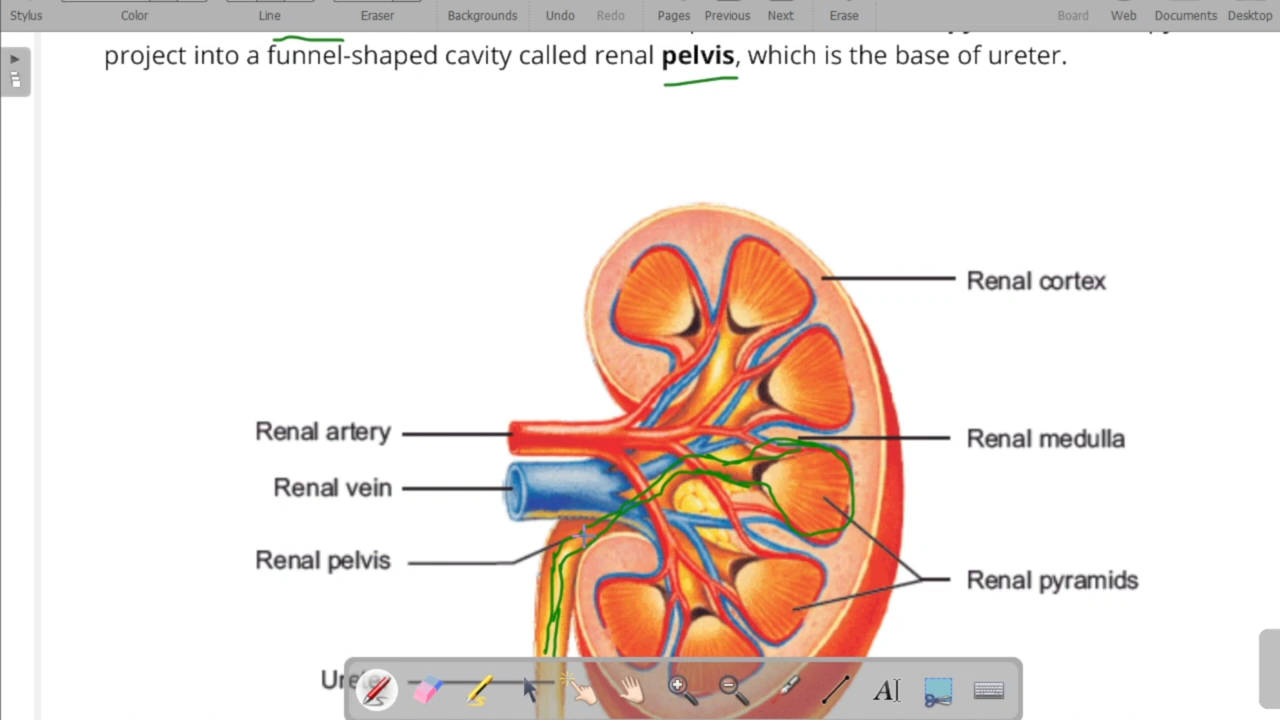 Stylus Color Line Eraser Backgrounds Undo Redo Pages Previous Next Erase Board Web Documents Desktop
project into a funnel-shaped cavity called renal pelvis, which is the base of ureter.
Renal cortex
Renal artery
Renal medulla
Renal vein
Renal pelvis
Renal pyramids